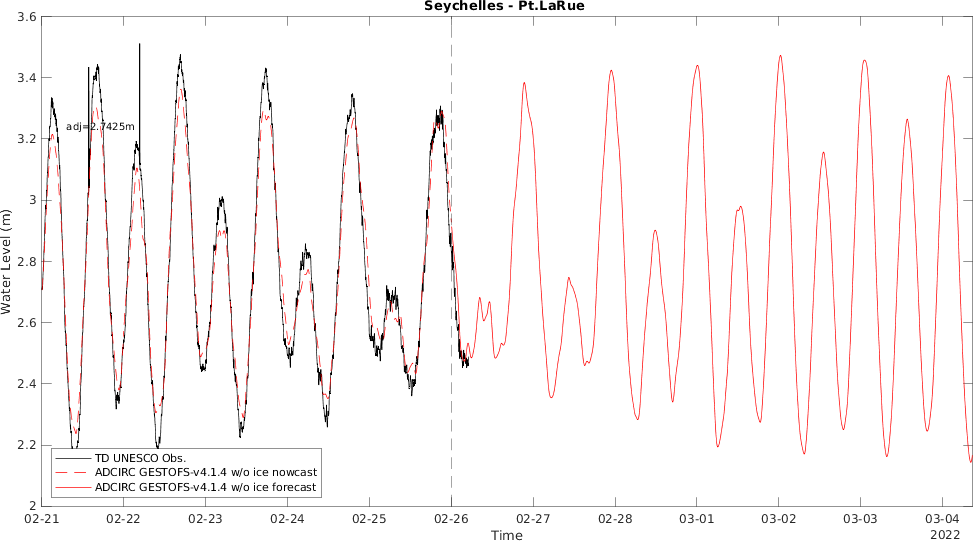 Seychelles - Pt.LaRue
3.6
3.4
adj=2.7425m
3.2
3
2.8
2.6
2.4
2.2
2
Water Level (m)
TD UNESCO Obs.
ADCIRC GESTOFS-v4.1.4 w/o ice nowcast
ADCIRC GESTOFS-v4.1.4 w/o ice forecast
02-21 02-22 02-23 02-24 02-25 02-26 02-27 02-28 03-01 03-02 03-03 03-04
Time 2022